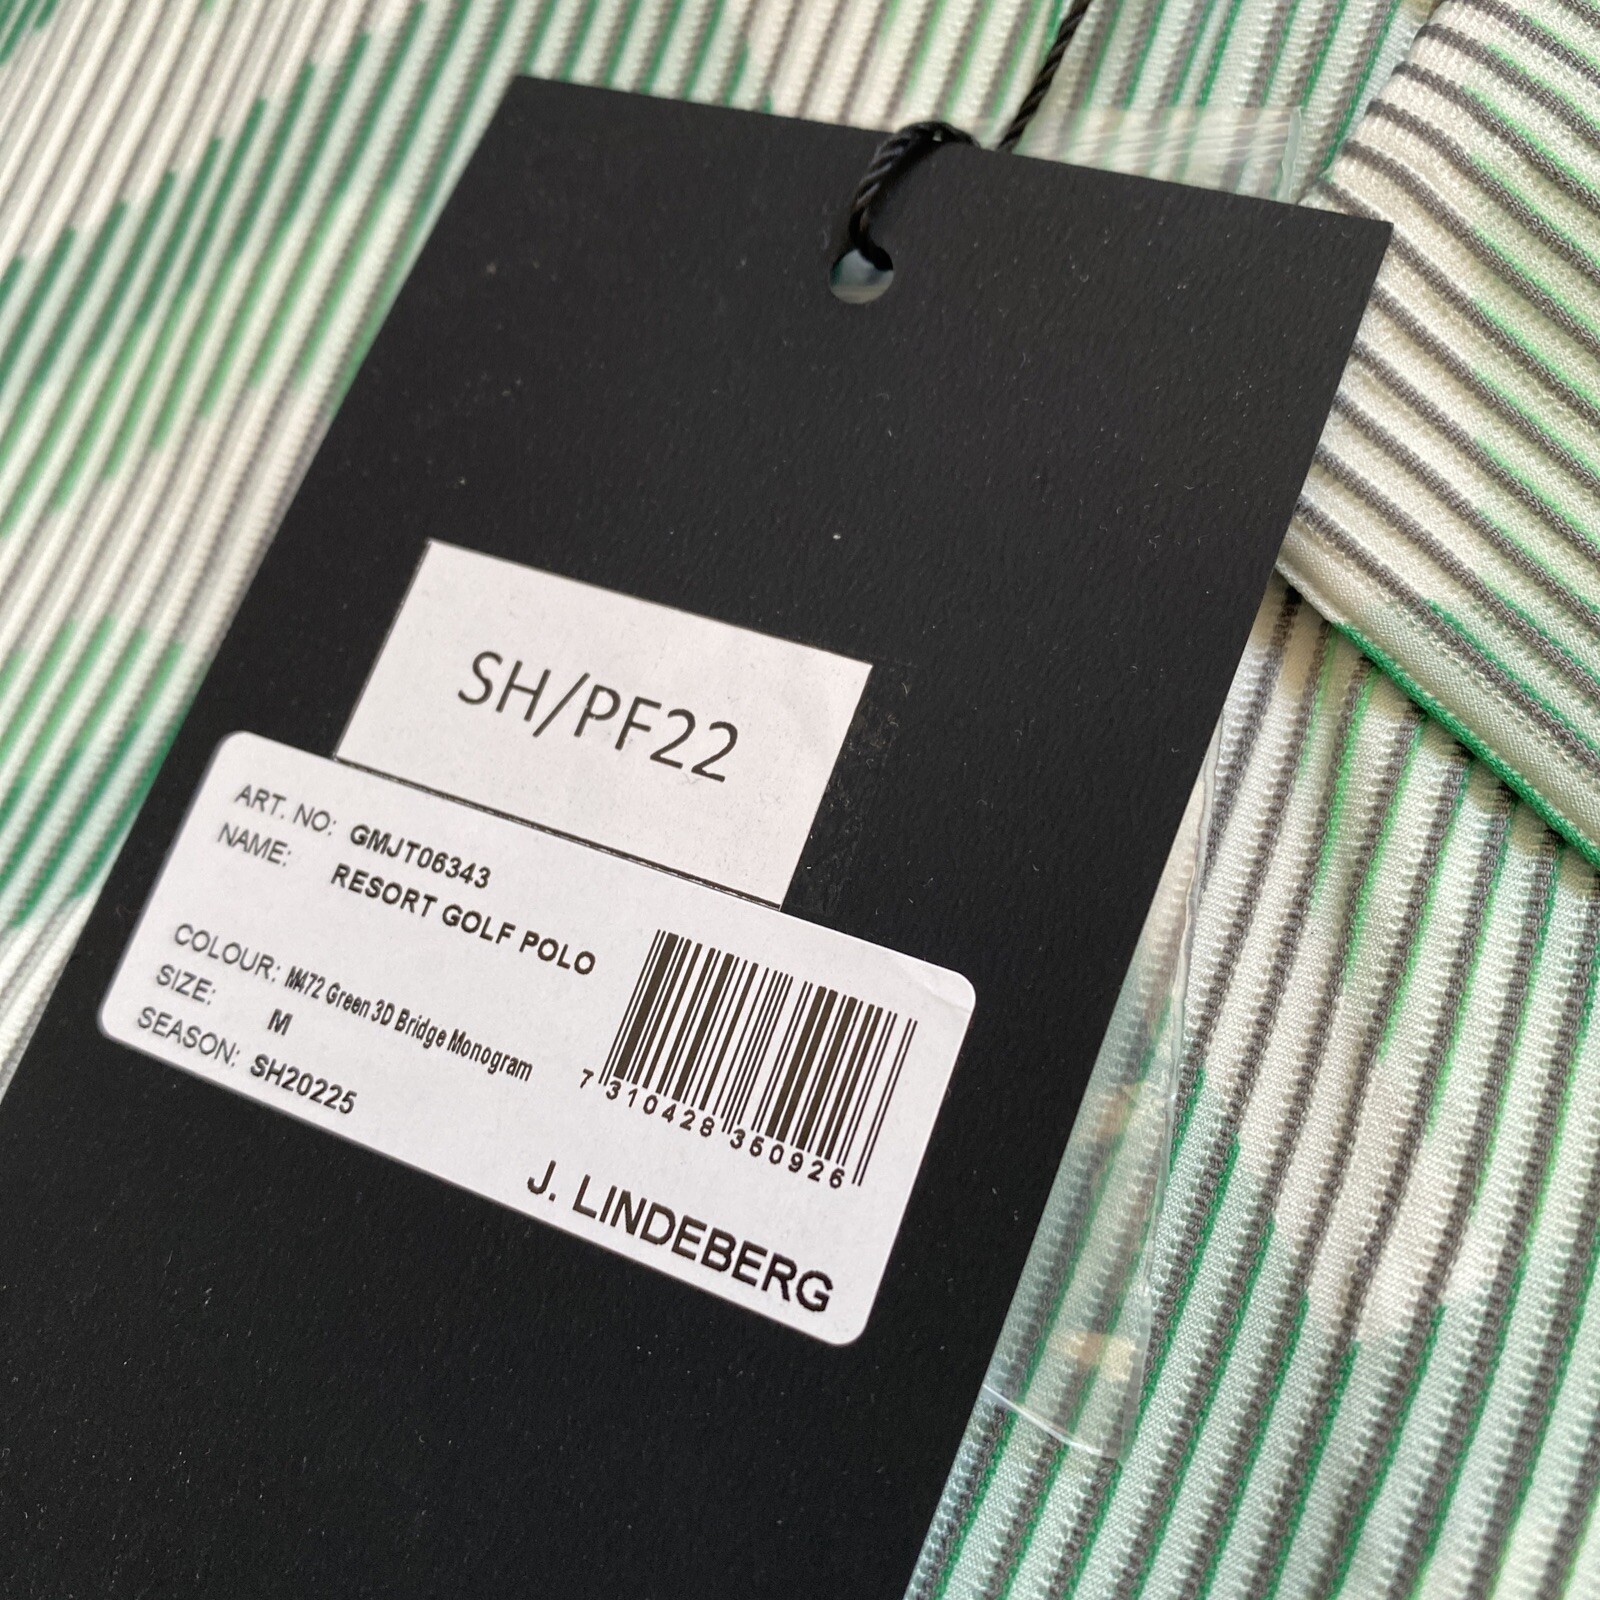 SH/PF22
ART. NO: GMJT06343
NAME: RESORT GOLF POLO
COLOUR: M472 Green 3D Bridge Monogram
SIZE: M
SEASON: SH20225
7 310428 350926
J. LINDEBERG